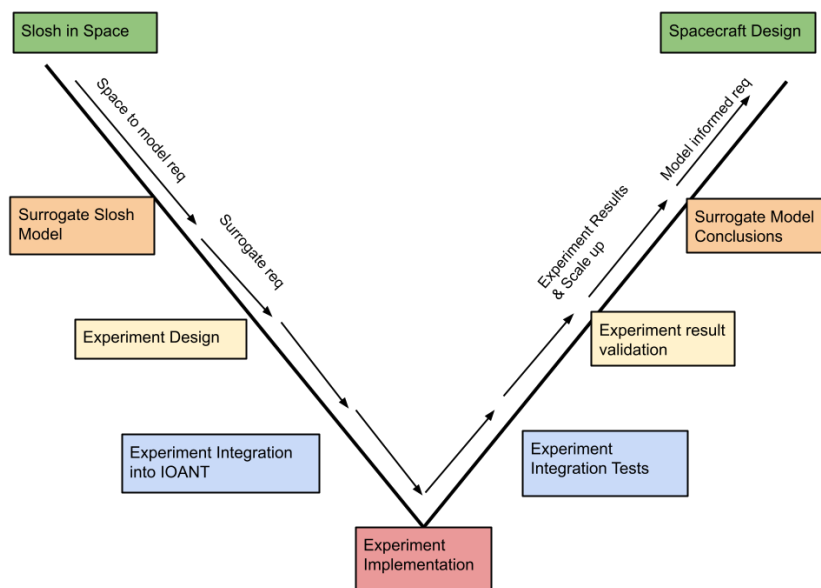 Slosh in Space
Spacecraft Design
Space to model req
Model informed req
Surrogate Slosh
Model
Surrogate req
Experiment Results
& Scale up
Surrogate Model
Conclusions
Experiment Design
Experiment result
validation
Experiment Integration
into IOANT
Experiment
Integration Tests
Experiment
Implementation